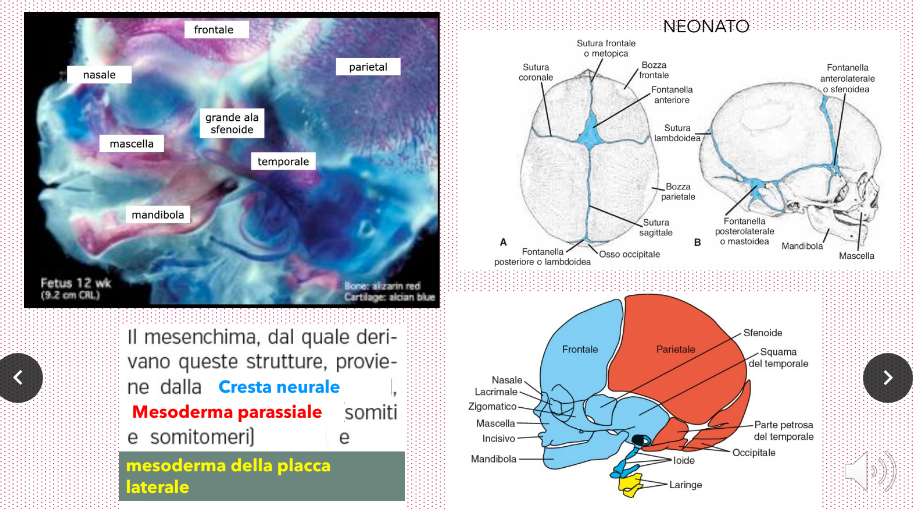 frontale
parietal
nasale
grande ala
sfenoide
mascella
temporale
mandibola
Fetus 12 wk
(9.2 cm CRL)
Bone: alizarin red
Cartilage: alcian blue
NEONATO
Sutura frontale
o metopica
Sutura
coronale
Bozza
frontale
Fontanella
anteriore
Bozza
parietale
Sutura
sagittale
Osso occipitale
Fontanella
posteriore o lambdoidea
A
Fontanella
anterolaterale
o sfenoidea
Sutura
lambdoidea
Fontanella
posterolaterale
o mastoidea
Mandibola
Mascella
B
Il mesenchima, dal quale deri-
vano queste strutture, provie-
ne dalla Cresta neurale ,
Mesoderma parassiale (somiti
e somitomeri) e
mesoderma della placca
laterale
Frontale
Parietale
Sfenoide
Squama
del temporale
Nasale
Lacrimale
Zigomatico
Mascella
Incisivo
Mandibola
Parte petrosa
del temporale
Occipitale
Ioide
Laringe